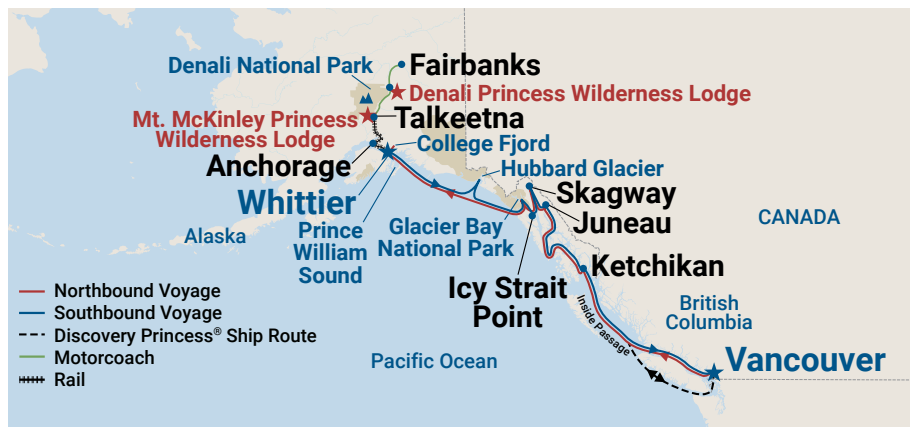 Fairbanks
Denali National Park
Denali Princess Wilderness Lodge
Mt. McKinley Princess
Wilderness Lodge
Talkeetna
College Fjord
Anchorage
Hubbard Glacier
Whittier
Skagway
Juneau
Prince
William
Sound
Glacier Bay
National Park
CANADA
Alaska
Icy Strait
Point
Ketchikan
Northbound Voyage
Southbound Voyage
Discovery Princess® Ship Route
Motorcoach
Rail
Inside Passage
British
Columbia
Pacific Ocean
Vancouver